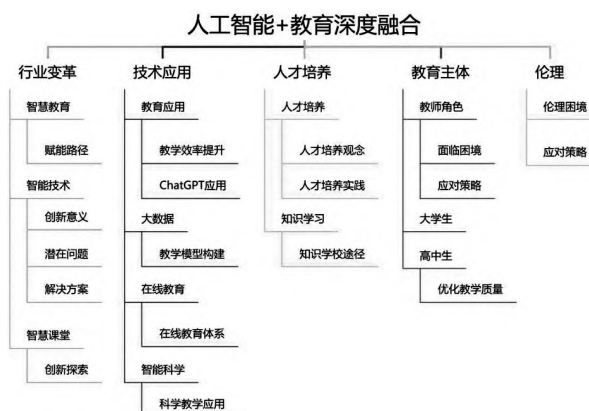 人工智能+教育深度融合
行业变革
智慧教育
赋能路径
智能技术
创新意义
潜在问题
解决方案
智慧课堂
创新探索
技术应用
教育应用
教学效率提升
ChatGPT应用
大数据
教学模型构建
在线教育
在线教育体系
智能科学
科学教学应用
人才培养
人才培养
人才培养观念
人才培养实践
知识学习
知识学校途径
教育主体
教师角色
面临困境
应对策略
大学生
高中生
优化教学质量
伦理
伦理困境
应对策略